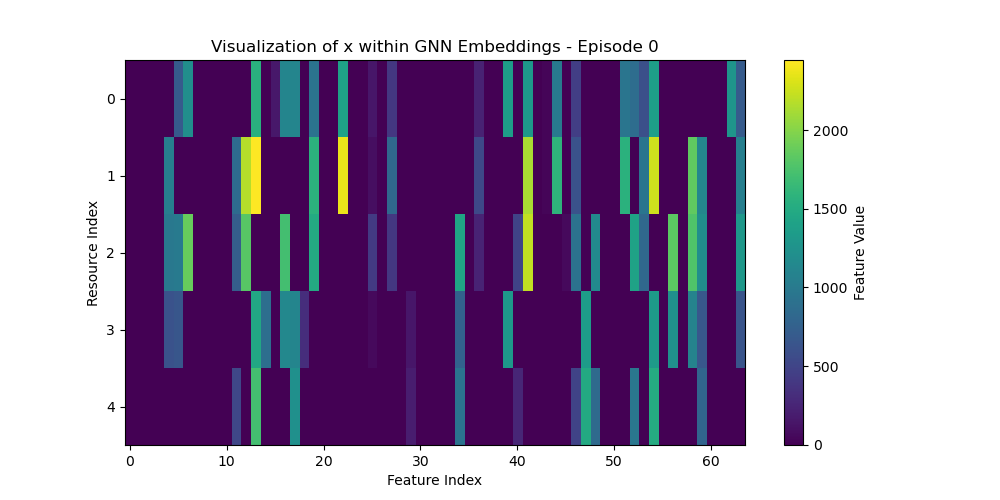 Visualization of x within GNN Embeddings - Episode 0
Resource Index
0
1
2
3
4
0 10 20 30 40 50 60
Feature Index
2000
1500
1000
500
0
Feature Value